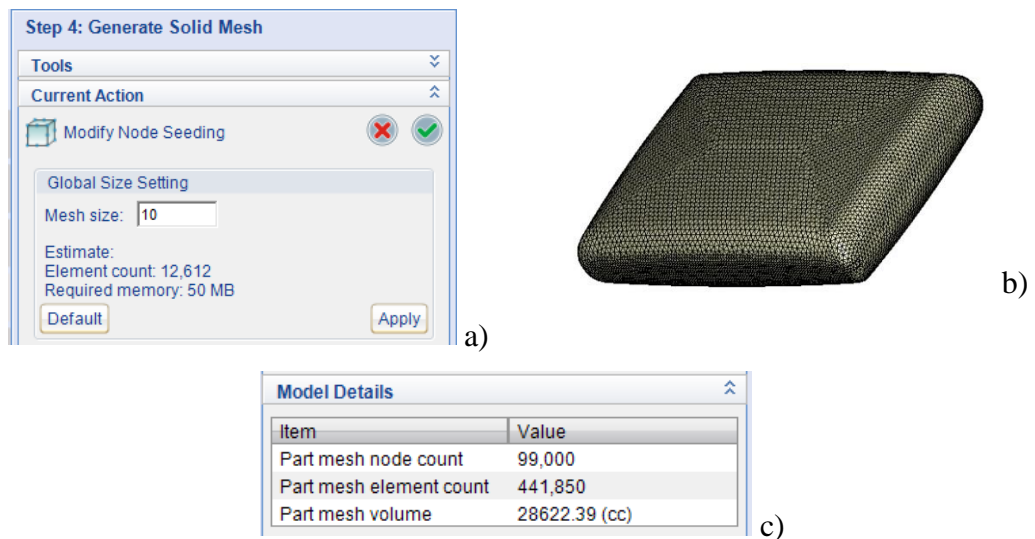 Step 4: Generate Solid Mesh
Tools
Current Action
Modify Node Seeding
Global Size Setting
Mesh size: 10
Estimate:
Element count: 12,612
Required memory: 50 MB
Default Apply
a)
b)
Model Details
Item Value
Part mesh node count 99,000
Part mesh element count 441,850
Part mesh volume 28622.39 (cc)
c)